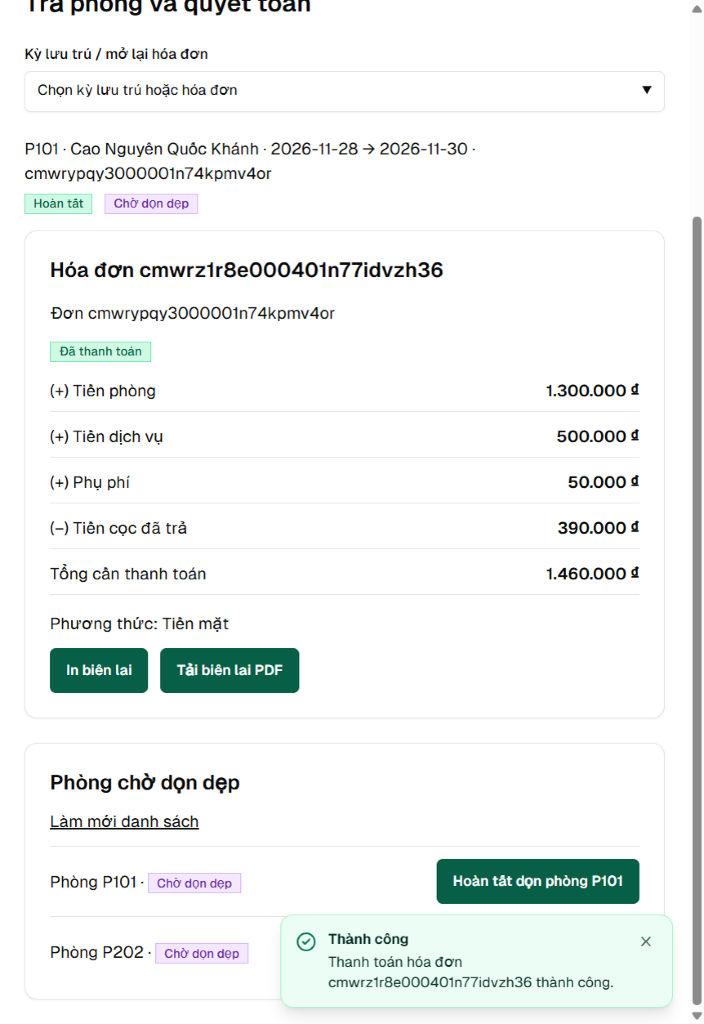 Trả phòng và quyết toán
Kỳ lưu trú / mở lại hóa đơn
Chọn kỳ lưu trú hoặc hóa đơn
P101 · Cao Nguyên Quốc Khánh · 2026-11-28 → 2026-11-30 ·
cmwrypqy3000001n74kpmv4or
Hoàn tất Chờ dọn dẹp
Hóa đơn cmwrz1r8e000401n77idvzh36
Đơn cmwrypqy3000001n74kpmv4or
Đã thanh toán
(+) Tiền phòng 1.300.000 ₫
(+) Tiền dịch vụ 500.000 ₫
(+) Phụ phí 50.000 ₫
(−) Tiền cọc đã trả 390.000 ₫
Tổng cần thanh toán 1.460.000 ₫
Phương thức: Tiền mặt
In biên lai Tải biên lai PDF
Phòng chờ dọn dẹp
Làm mới danh sách
Phòng P101 · Chờ dọn dẹp Hoàn tất dọn phòng P101
Phòng P202 · Chờ dọn dẹp
Thành công
Thanh toán hóa đơn
cmwrz1r8e000401n77idvzh36 thành công.